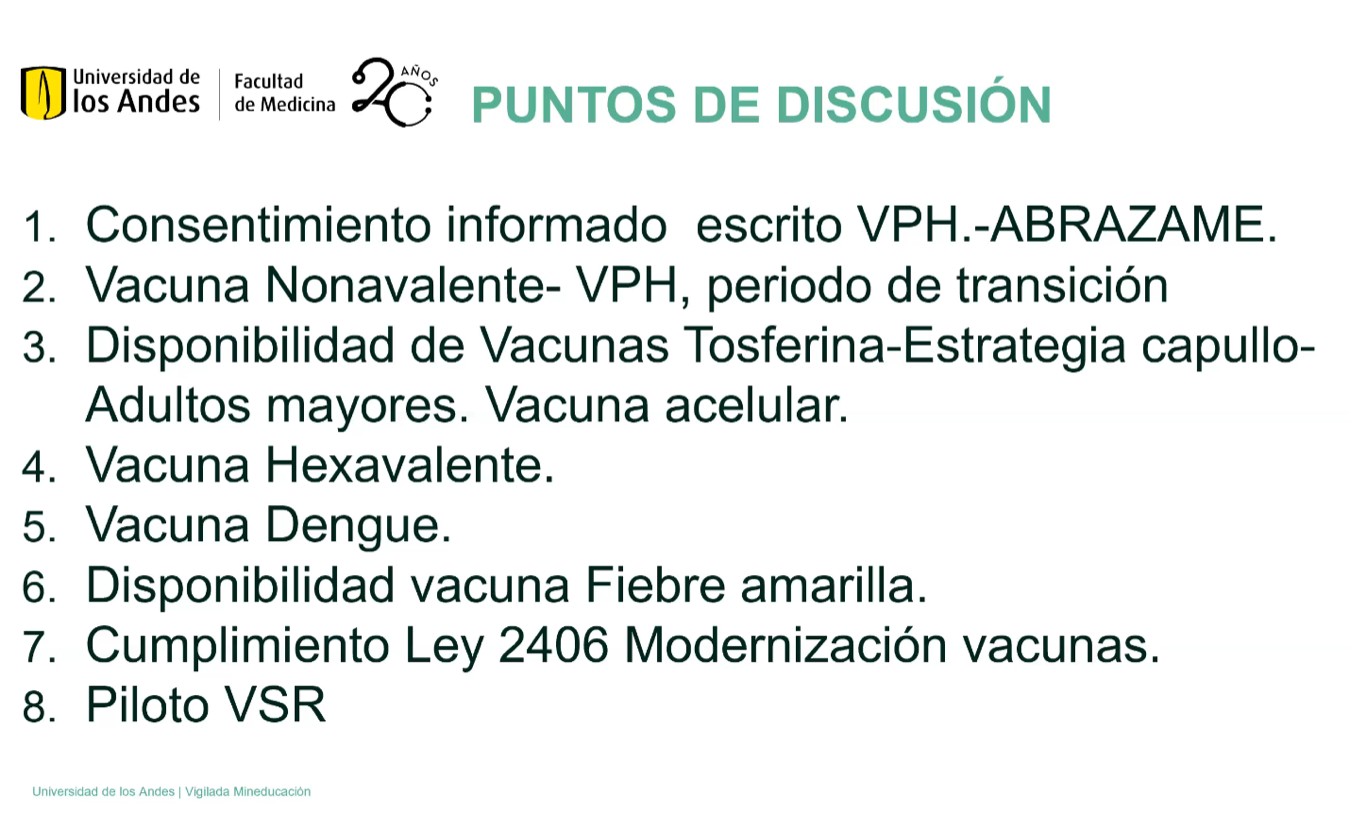 Universidad de
los Andes
Facultad
de Medicina
20 AÑOS
PUNTOS DE DISCUSIÓN
1. Consentimiento informado  escrito VPH.-ABRAZAME.
2. Vacuna Nonavalente- VPH, periodo de transición
3. Disponibilidad de Vacunas Tosferina-Estrategia capullo-
Adultos mayores. Vacuna acelular.
4. Vacuna Hexavalente.
5. Vacuna Dengue.
6. Disponibilidad vacuna Fiebre amarilla.
7. Cumplimiento Ley 2406 Modernización vacunas.
8. Piloto VSR
Universidad de los Andes | Vigilada Mineducación